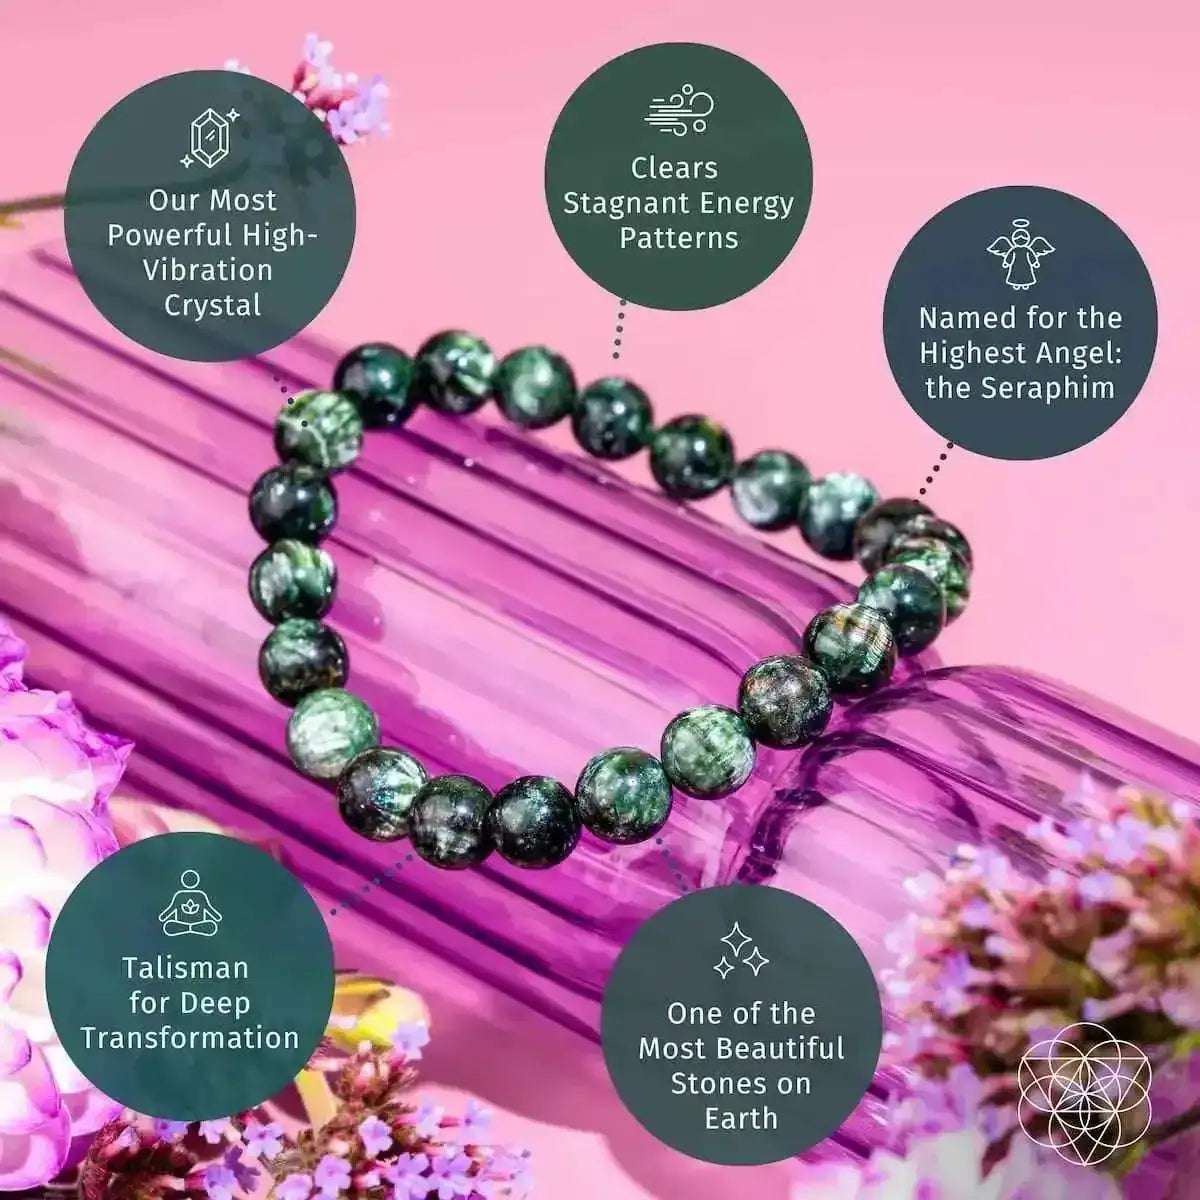 Our Most
Powerful High-
Vibration
Crystal
Clears
Stagnant Energy
Patterns
Named for the
Highest Angel:
the Seraphim
Talisman
for Deep
Transformation
One of the
Most Beautiful
Stones on
Earth